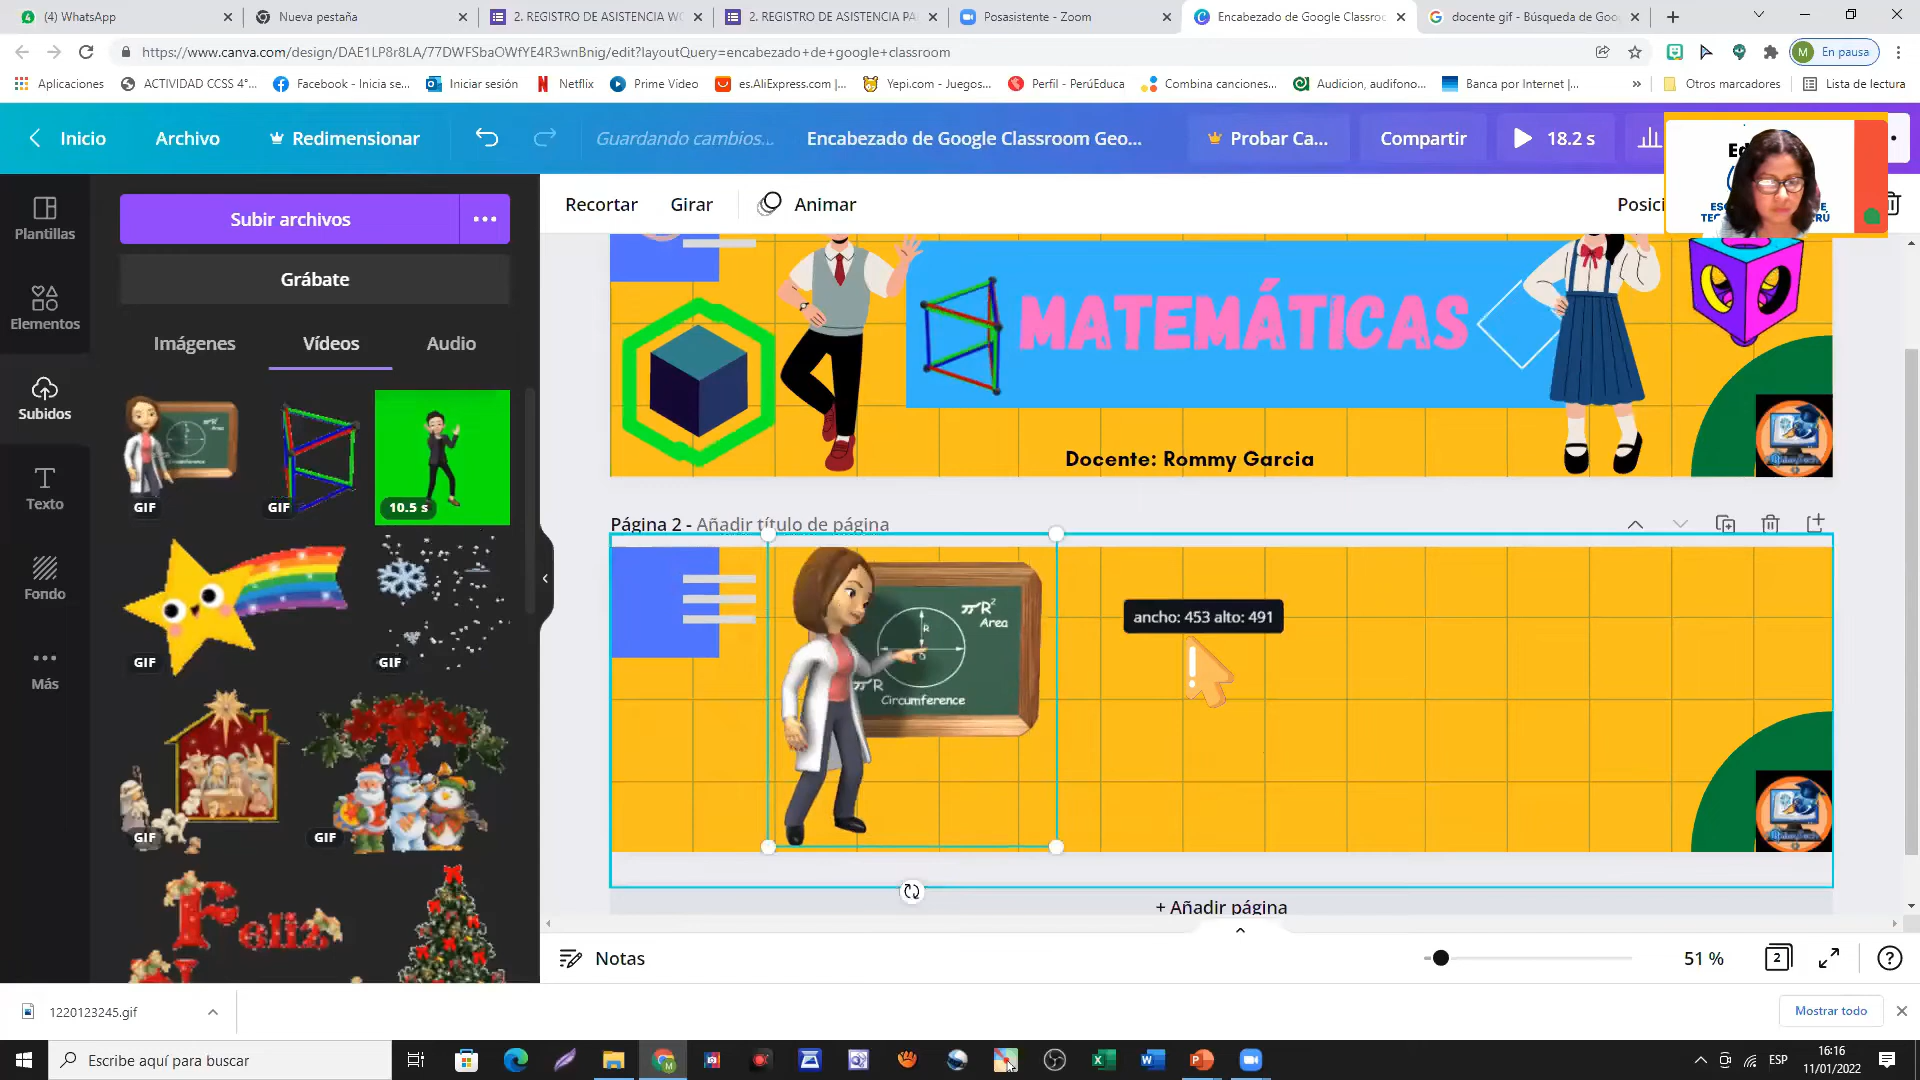 (4) WhatsApp
Nueva pestaña
2. REGISTRO DE ASISTENCIA WO
2. REGISTRO DE ASISTENCIA PA
Posasistente - Zoom
Encabezado de Google Classroo
docente gif - Búsqueda de Goo
https://www.canva.com/design/DAE1LP8r8LA/77DWFSbaOWfYE4R3wnBnig/edit?layoutQuery=encabezado+de+google+classroom
M
En pausa
Aplicaciones
ACTIVIDAD CCSS 4°...
Facebook - Inicia se...
Iniciar sesión
Netflix
Prime Video
es.AliExpress.com |...
Yepi.com - Juegos...
Perfil - PerúEduca
Combina canciones...
Audicion, audifono...
Banca por Internet |...
»
Otros marcadores
Lista de lectura
Inicio
Archivo
Redimensionar
Guardando cambios...
Encabezado de Google Classroom Geo...
Probar Ca...
Compartir
18.2 s
Plantillas
Elementos
Subidos
Texto
Fondo
Más
Subir archivos
Grábate
Imágenes
Vídeos
Audio
GIF
GIF
10.5 s
GIF
GIF
GIF
GIF
Feliz
Recortar
Girar
Animar
Posici
MATEMÁTICAS
Docente: Rommy Garcia
Página 2 - Añadir título de página
πR²
Area
R
πR
Circumference
ancho: 453 alto: 491
+ Añadir página
Notas
51 %
2
1220123245.gif
Mostrar todo
Escribe aquí para buscar
ESP
16:16
11/01/2022